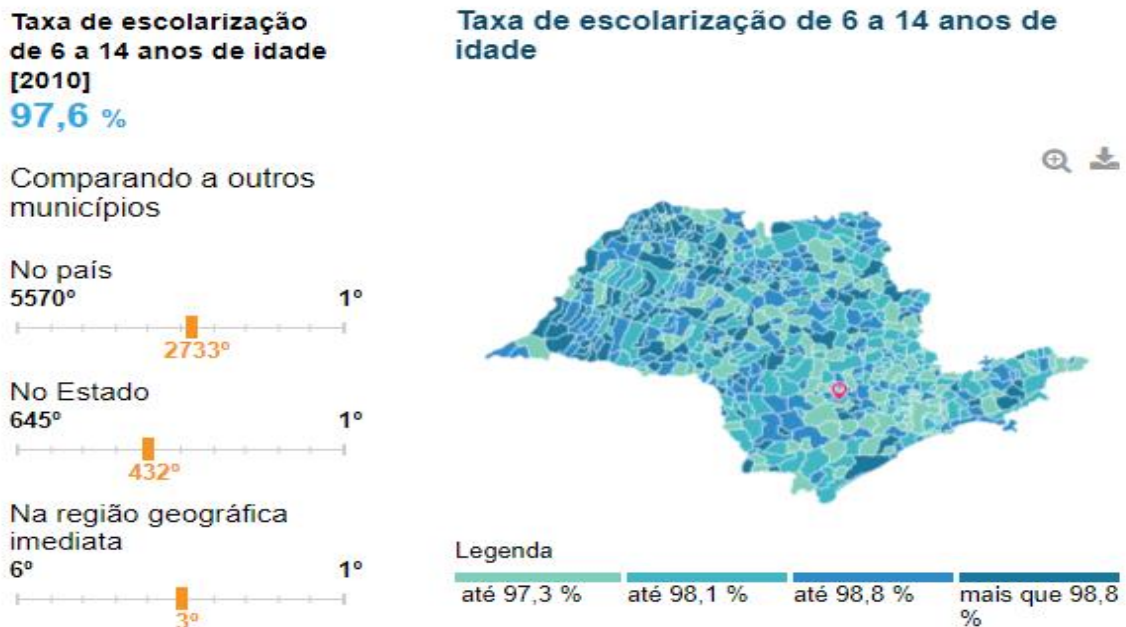 Taxa de escolarização
de 6 a 14 anos de idade
[2010]
97,6 %
Comparando a outros
municípios
No país
5570º
1º
2733º
No Estado
645º
1º
432º
Na região geográfica
imediata
6º
1º
3º
Taxa de escolarização de 6 a 14 anos de
idade
Legenda
até 97,3 %
até 98,1 %
até 98,8 %
mais que 98,8
%